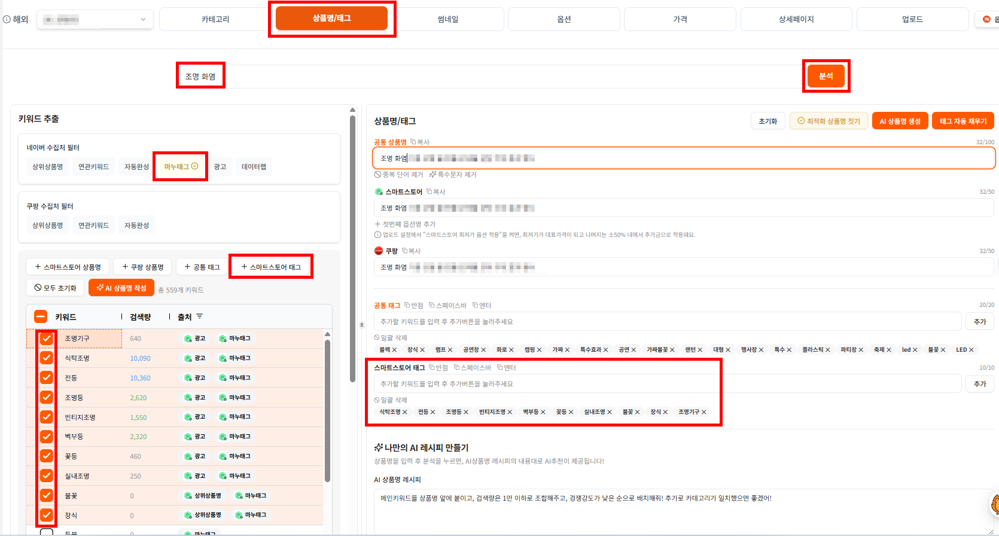 해외
카테고리
상품명/태그
썸네일
옵션
가격
상세페이지
업로드
조명 화염
분석
키워드 추출
네이버 수집처 필터
상위상품명 연관키워드 자동완성 마누태그 광고 데이터랩
쿠팡 수집처 필터
상위상품명 연관키워드 자동완성
+ 스마트스토어 상품명 + 쿠팡 상품명 + 공통 태그 + 스마트스토어 태그
모두 초기화 AI 상품명 작성 총 559개 키워드
키워드 검색량 출처
조명기구 640 광고 마누태그
식탁조명 10,090 광고 마누태그
전등 10,360 광고 마누태그
조명등 2,620 광고 마누태그
빈티지조명 1,550 광고 마누태그
벽부등 2,320 광고 마누태그
꽃등 460 광고 마누태그
실내조명 250 광고 마누태그
불꽃 0 상위상품명 마누태그
장식 0 상위상품명 마누태그
마누태그
상품명/태그
초기화 최적화 상품명 짓기 AI 상품명 생성 태그 자동 채우기
공통 상품명 복사 32/100
조명 화염
중복 단어 제거 특수문자 제거
스마트스토어 복사 32/50
조명 화염
+ 첫번째 옵션명 추가
업로드 설정에서 "스마트스토어 최저가 옵션 적용"을 켜면, 최저가가 대표가격이 되고 나머지는 ±50% 내에서 추가금으로 적용돼요.
쿠팡 복사 32/50
조명 화염
공통 태그 반점 스페이스바 엔터 20/20
추가할 키워드를 입력 후 추가버튼을 눌러주세요 추가
일괄 삭제
블랙 장식 램프 공연장 화로 캠핑 가짜 특수효과 공연 가짜불꽃 랜턴 대형 행사장 특수 플라스틱 파티장 축제 led 불꽃 LED
스마트스토어 태그 반점 스페이스바 엔터 10/10
추가할 키워드를 입력 후 추가버튼을 눌러주세요 추가
일괄 삭제
식탁조명 전등 조명등 빈티지조명 벽부등 꽃등 실내조명 불꽃 장식 조명기구
나만의 AI 레시피 만들기
상품명을 입력 후 분석을 누르면, AI상품명 레시피의 내용대로 AI추천이 제공됩니다!
AI 상품명 레시피
메인키워드를 상품명 앞에 붙이고, 검색량은 1만 이하로 조합해주고, 경쟁강도가 낮은 순으로 배치해줘! 추가로 카테고리가 일치했으면 좋겠어!